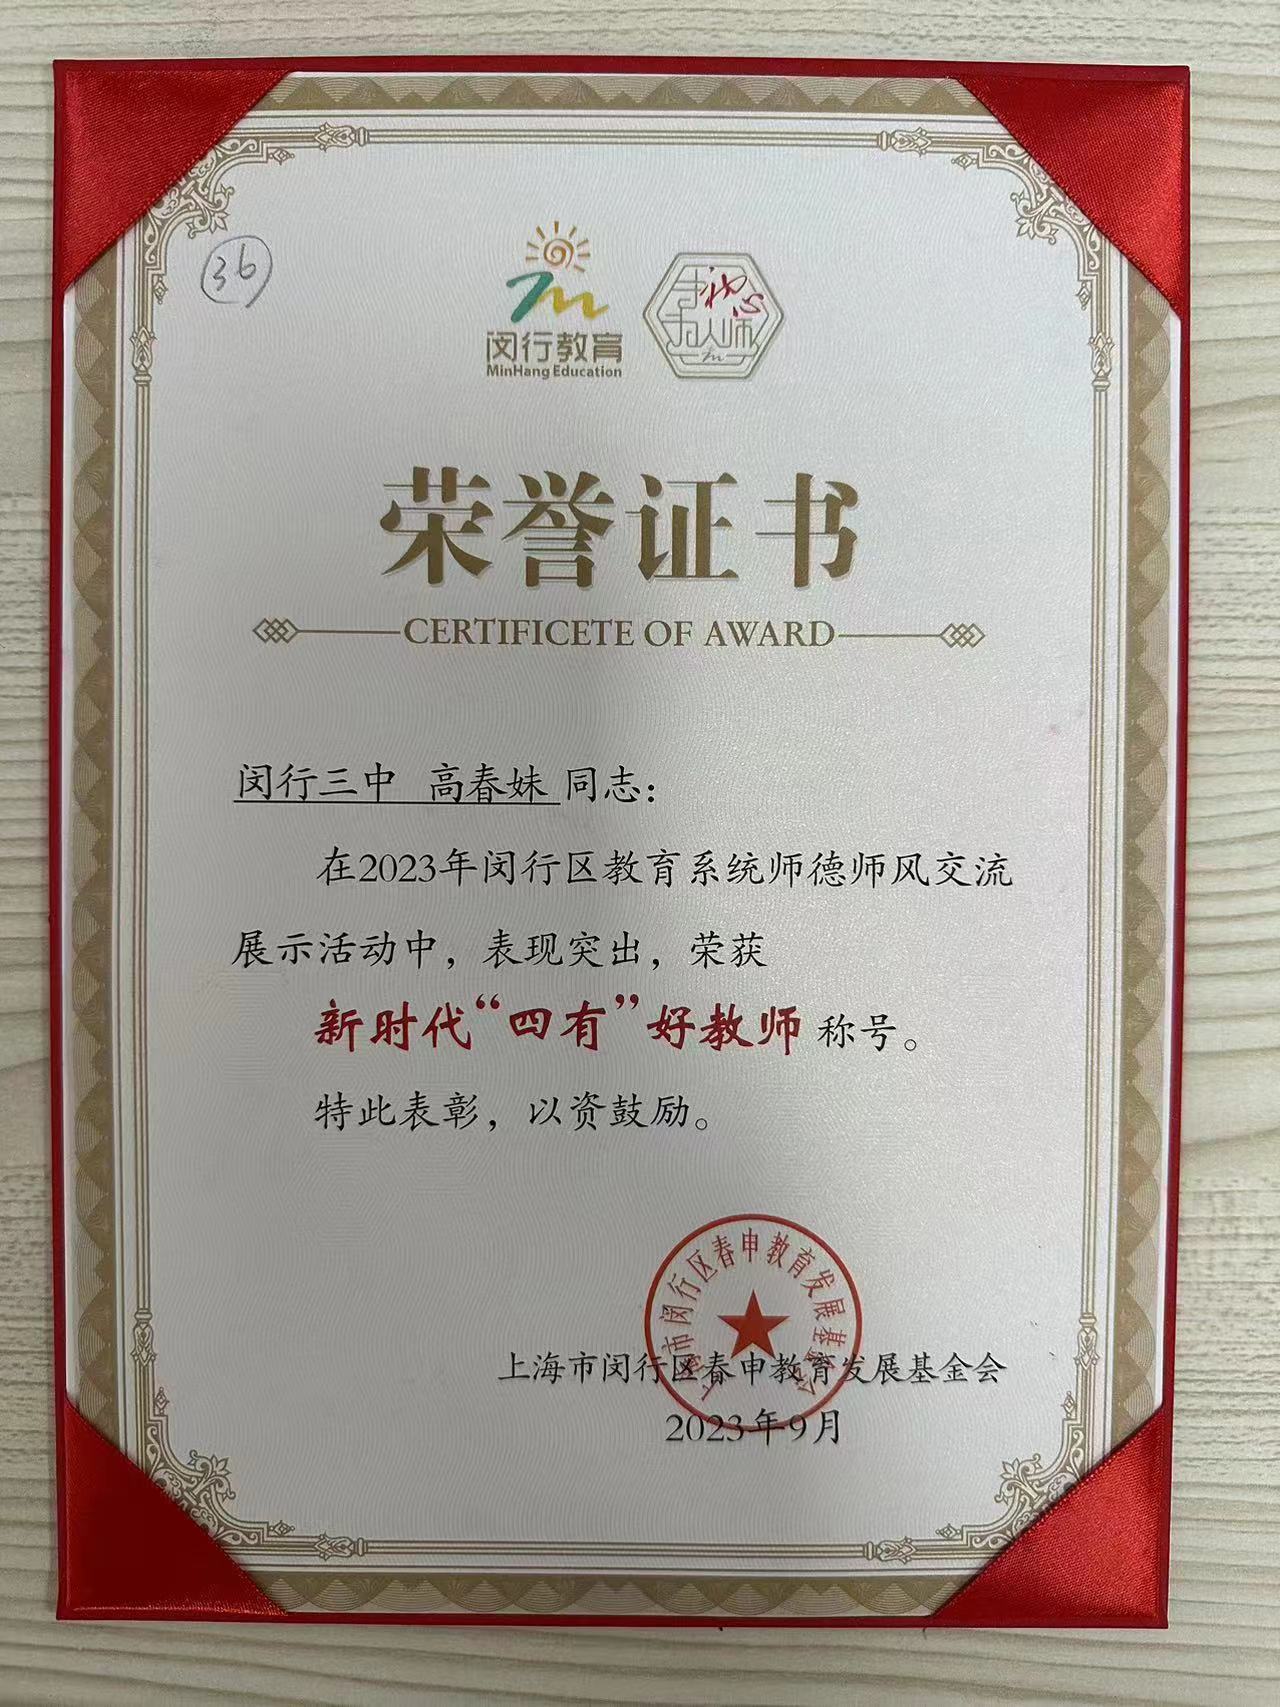 36
闵行教育
MinHang Education
守初心
为人师
荣誉证书
CERTIFICETE OF AWARD
闵行三中 高春妹 同志：
在2023年闵行区教育系统师德师风交流
展示活动中，表现突出，荣获
新时代“四有”好教师 称号。
特此表彰，以资鼓励。
上海市闵行区春申教育发展基金会
上海市闵行区春申教育发展基金会
2023年9月